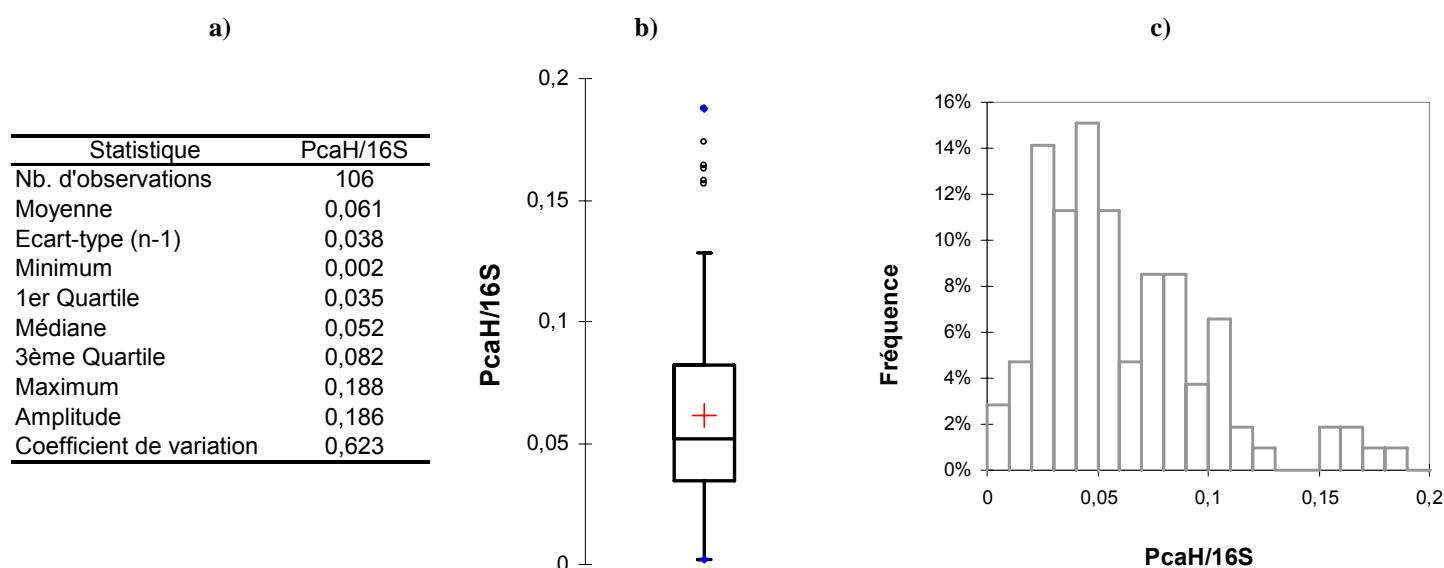 a)
Statistique PcaH/16S
Nb. d'observations 106
Moyenne 0,061
Ecart-type (n-1) 0,038
Minimum 0,002
1er Quartile 0,035
Médiane 0,052
3ème Quartile 0,082
Maximum 0,188
Amplitude 0,186
Coefficient de variation 0,623
b)
0,2
0,15
0,1
0,05
0
PcaH/16S
c)
16%
14%
12%
10%
8%
6%
4%
2%
0%
Fréquence
0 0,05 0,1 0,15 0,2
PcaH/16S